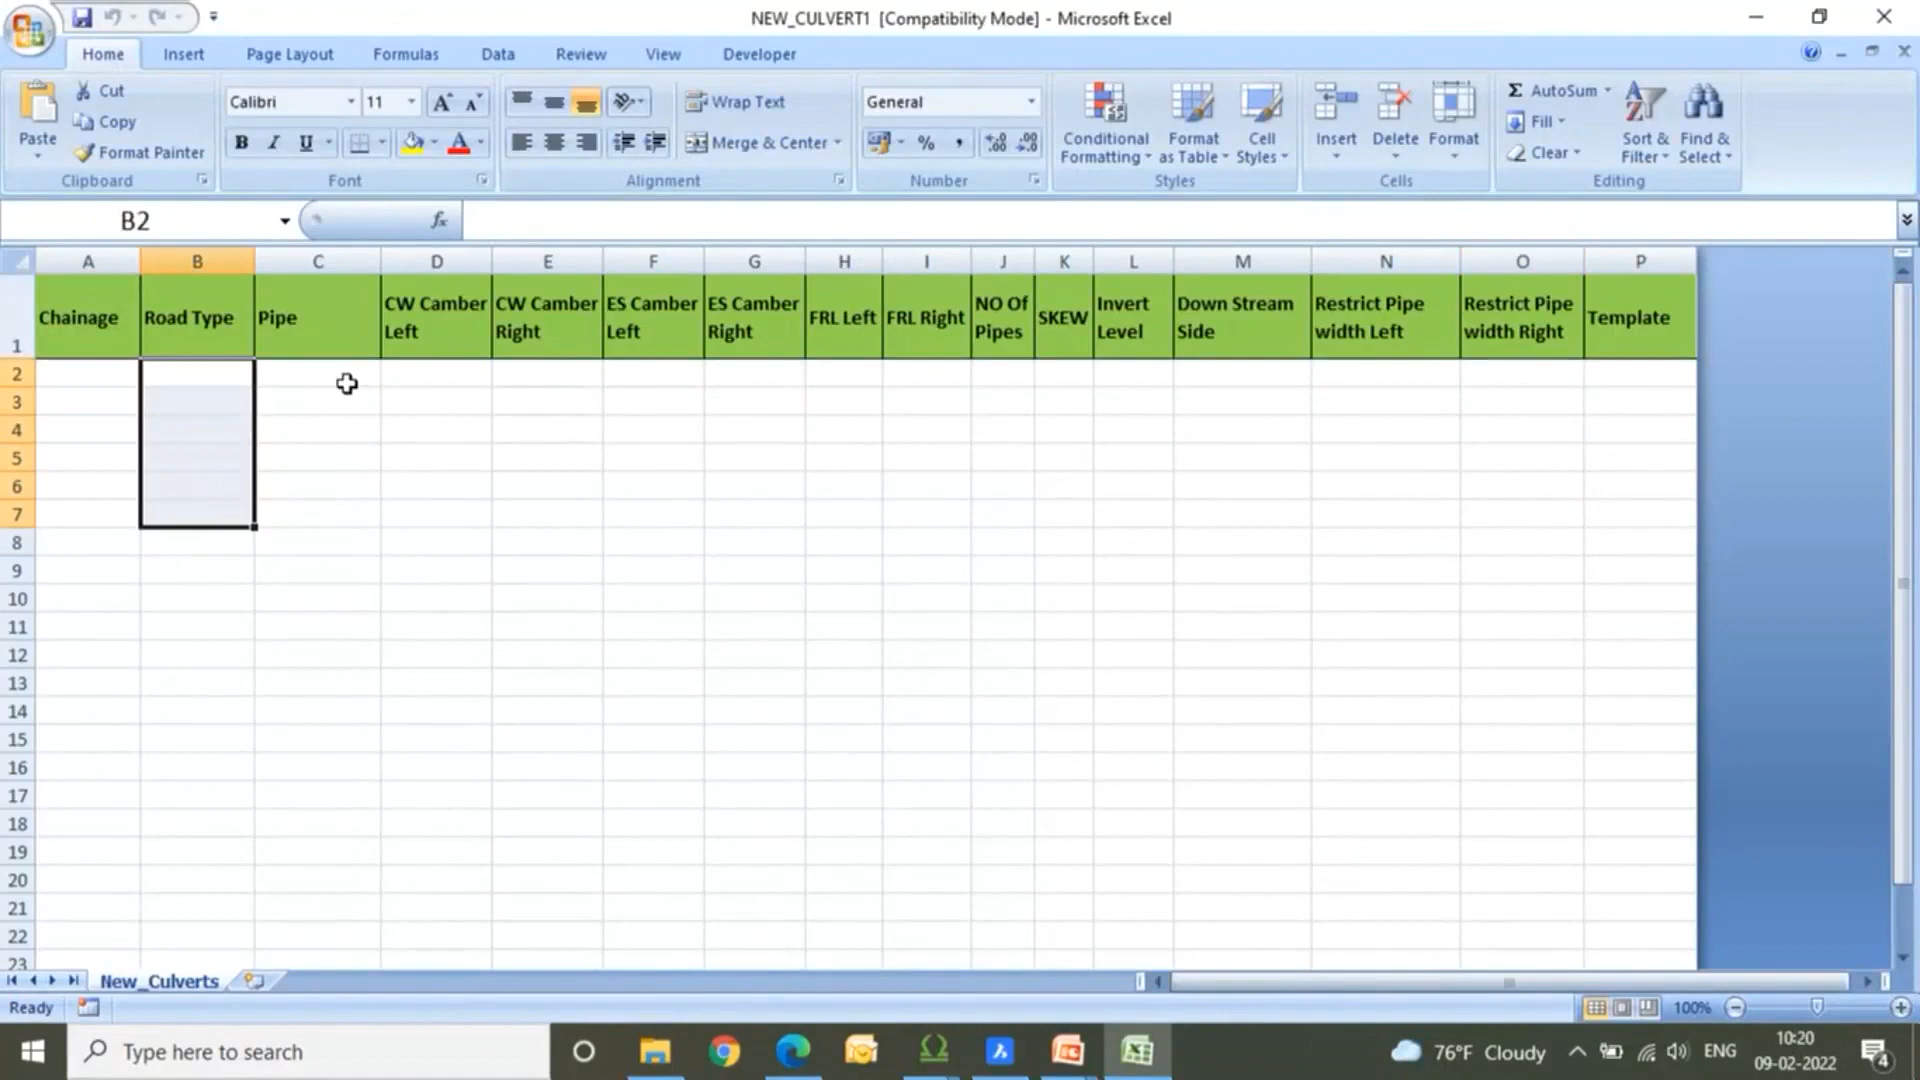 NEW_CULVERT1 [Compatibility Mode] - Microsoft Excel
Home Insert Page Layout Formulas Data Review View Developer
Paste
Cut
Copy
Format Painter
Clipboard
Calibri 11
B I U
Font
Wrap Text
Merge & Center
Alignment
General
% ,
Number
Conditional Formatting
Format as Table
Cell Styles
Styles
Insert Delete Format
Cells
Σ AutoSum
Fill
Clear
Sort & Filter
Find & Select
Editing
B2 fx
A B C D E F G H I J K L M N O P
1 Chainage Road Type Pipe CW Camber Left CW Camber Right ES Camber Left ES Camber Right FRL Left FRL Right NO Of Pipes SKEW Invert Level Down Stream Side Restrict Pipe width Left Restrict Pipe width Right Template
2
3
4
5
6
7
8
9
10
11
12
13
14
15
16
17
18
19
20
21
22
23
New_Culverts
Ready 100%
Type here to search
76°F Cloudy ENG
10:20
09-02-2022
4